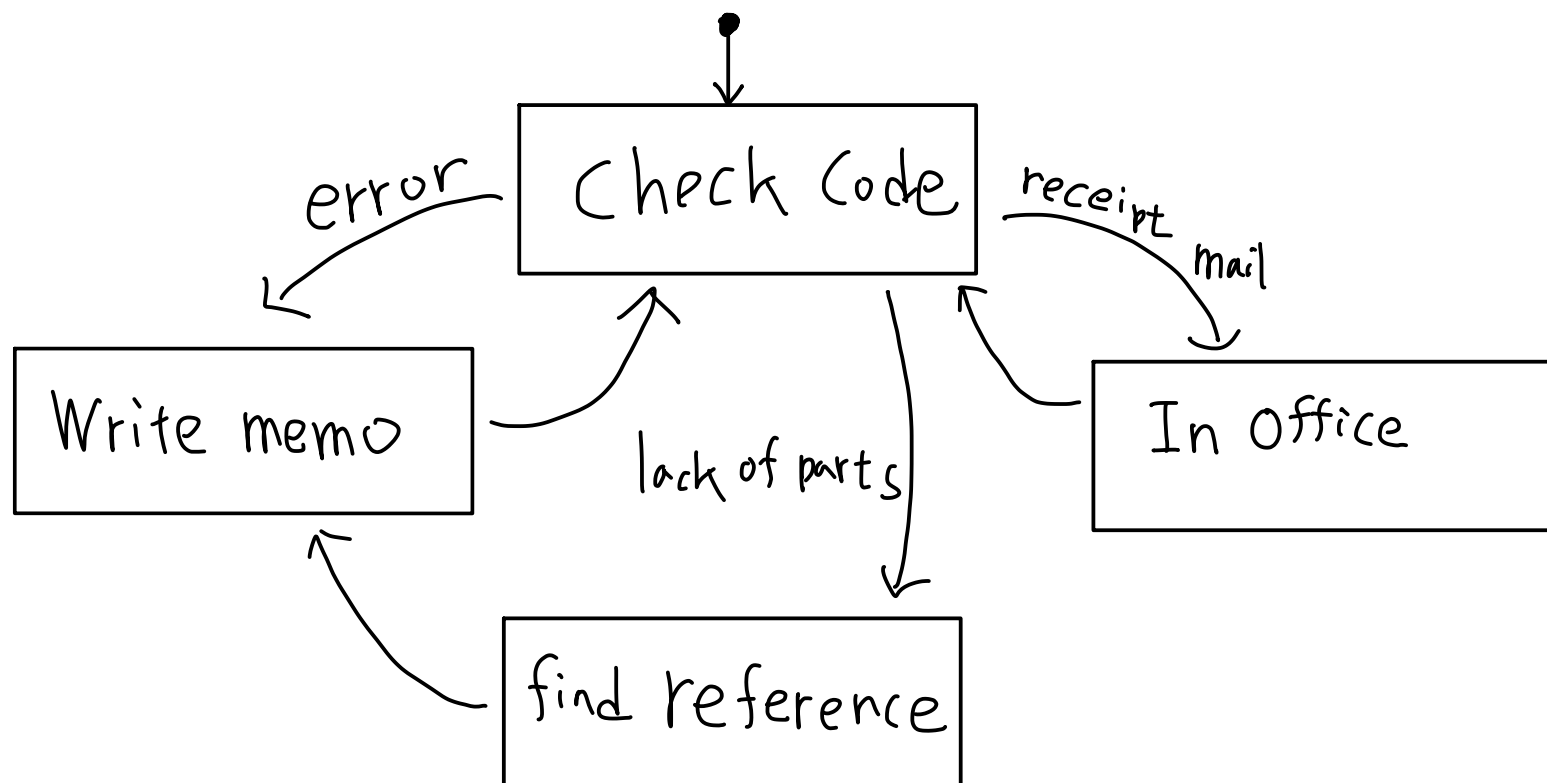 Check Code
error
receipt
mail
Write memo
In office
lack of parts
find reference